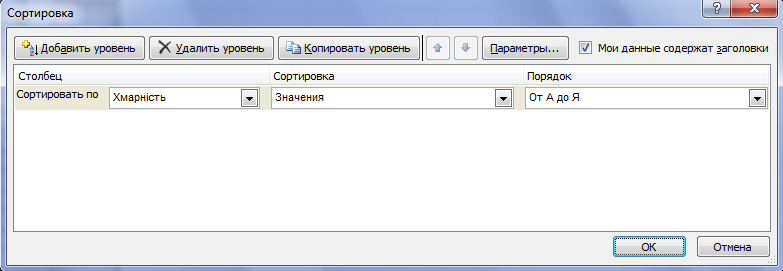 Сортировка
Добавить уровень Удалить уровень Копировать уровень Параметры... Мои данные содержат заголовки
Столбец Сортировка Порядок
Сортировать по Хмарність Значения От А до Я
ОК Отмена